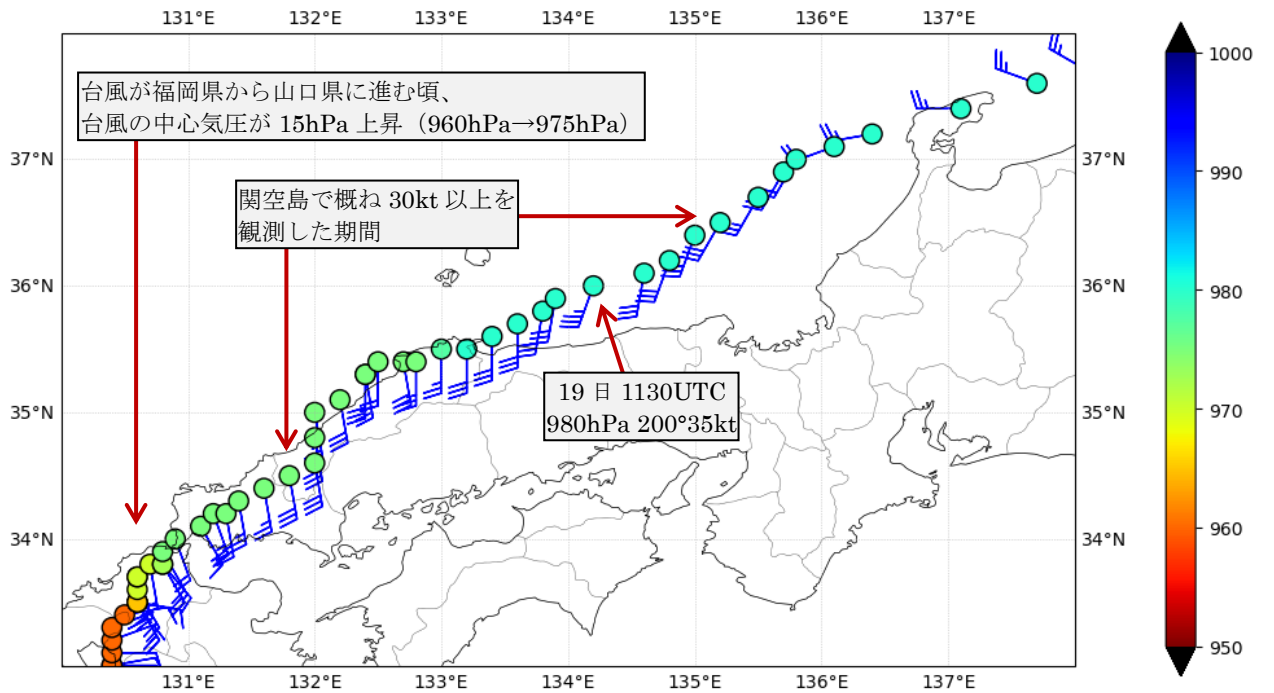 131°E 132°E 133°E 134°E 135°E 136°E 137°E
台風が福岡県から山口県に進む頃、
台風の中心気圧が 15hPa 上昇（960hPa→975hPa）
関空島で概ね 30kt 以上を
観測した期間
19 日 1130UTC
980hPa 200°35kt
37°N
36°N
35°N
34°N
37°N
36°N
35°N
34°N
131°E 132°E 133°E 134°E 135°E 136°E 137°E
1000
990
980
970
960
950